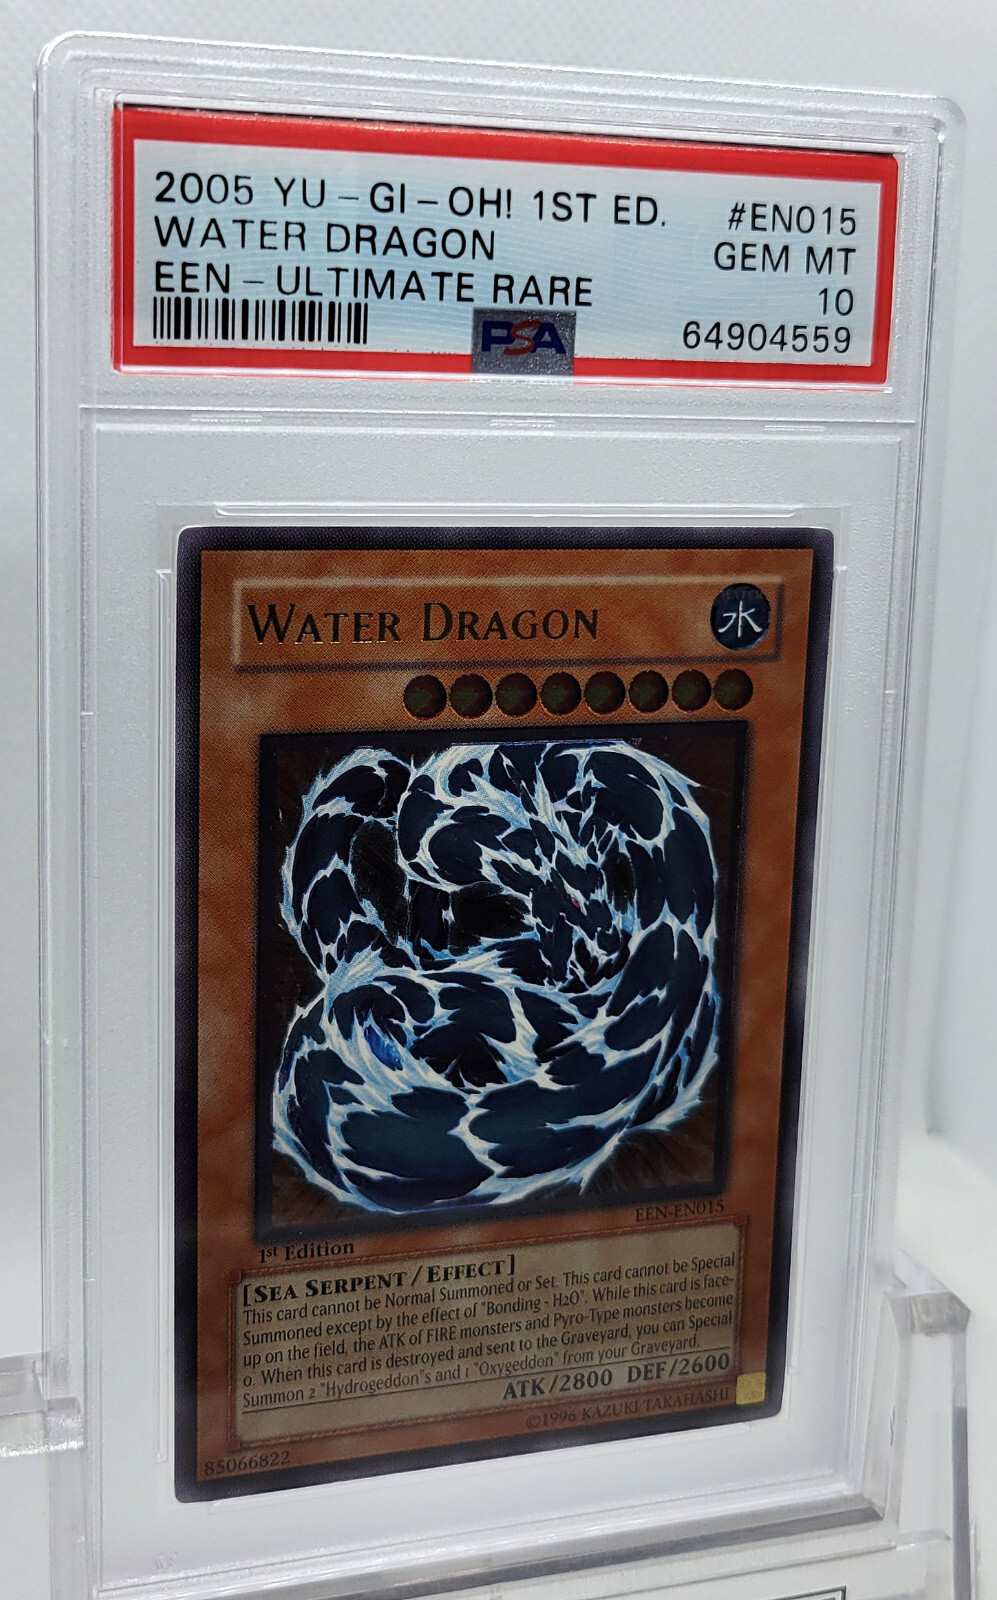 2005 YU-GI-OH! 1ST ED. #EN015
WATER DRAGON GEM MT
EEN-ULTIMATE RARE 10
PSA 64904559
WATER DRAGON
WATER
水
EEN-EN015
1st Edition
[SEA SERPENT/EFFECT]
This card cannot be Normal Summoned or Set. This card cannot be Special
Summoned except by the effect of "Bonding - H2O". While this card is face-
up on the field, the ATK of FIRE monsters and Pyro-Type monsters become
0. When this card is destroyed and sent to the Graveyard, you can Special
Summon 2 "Hydrogeddon"s and 1 "Oxygeddon" from your Graveyard.
ATK/2800 DEF/2600
85066822 ©1996 KAZUKI TAKAHASHI